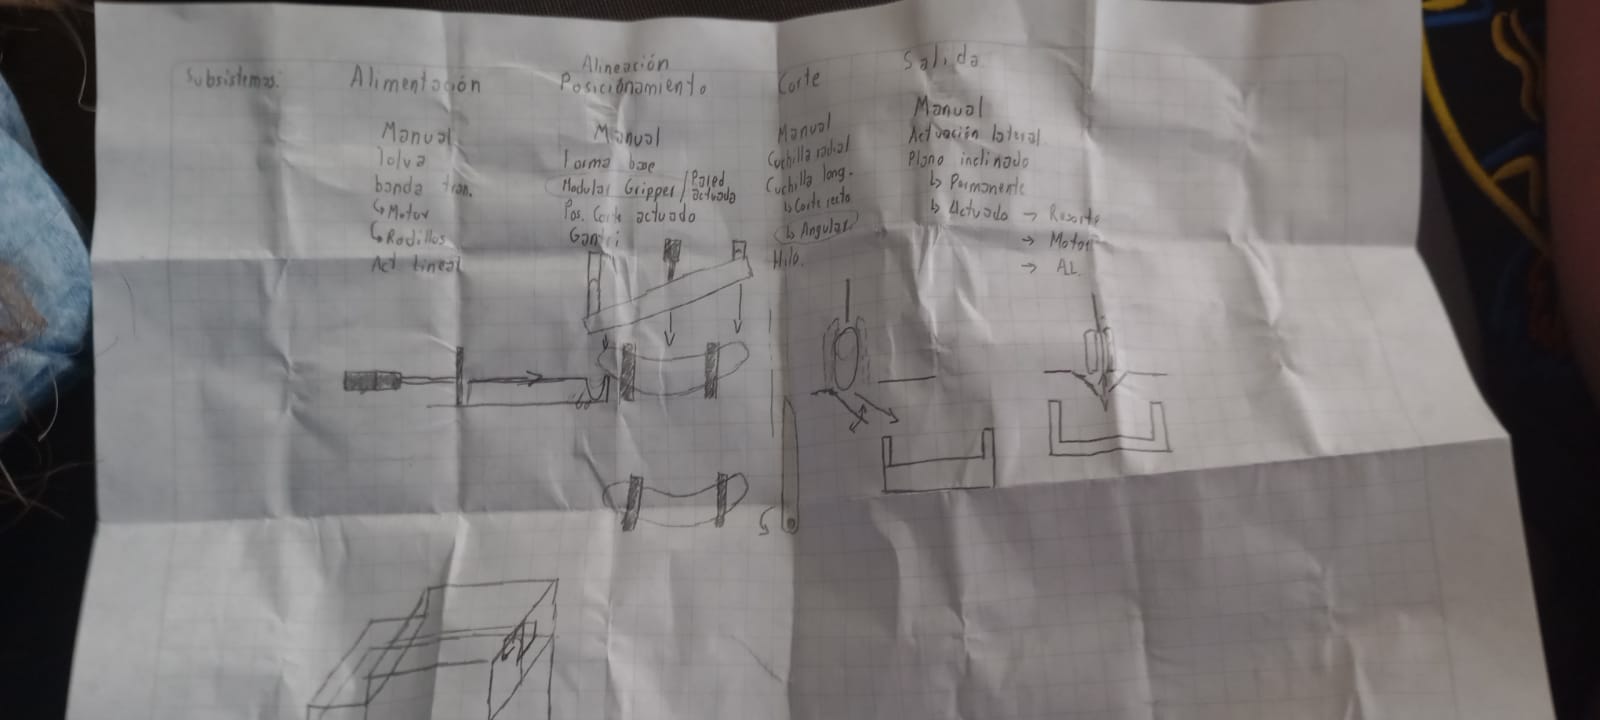 Subsistemas:
Alimentación
Manual
Tolva
banda tran.
↳ Motor
↳ Rodillos
Act Lineal
Alineación
Posicionamiento
Manual
Forma base
Modular Gripper / Pared actuada
Pos. Corte actuado
Gantri
Corte
Manual
Cuchilla radial
Cuchilla long.
↳ Corte recto
↳ Angular
Hilo.
Salida
Manual
Actuación lateral
Plano inclinado
↳ Permanente
↳ Actuado → Resorte
→ Motor
→ AL.